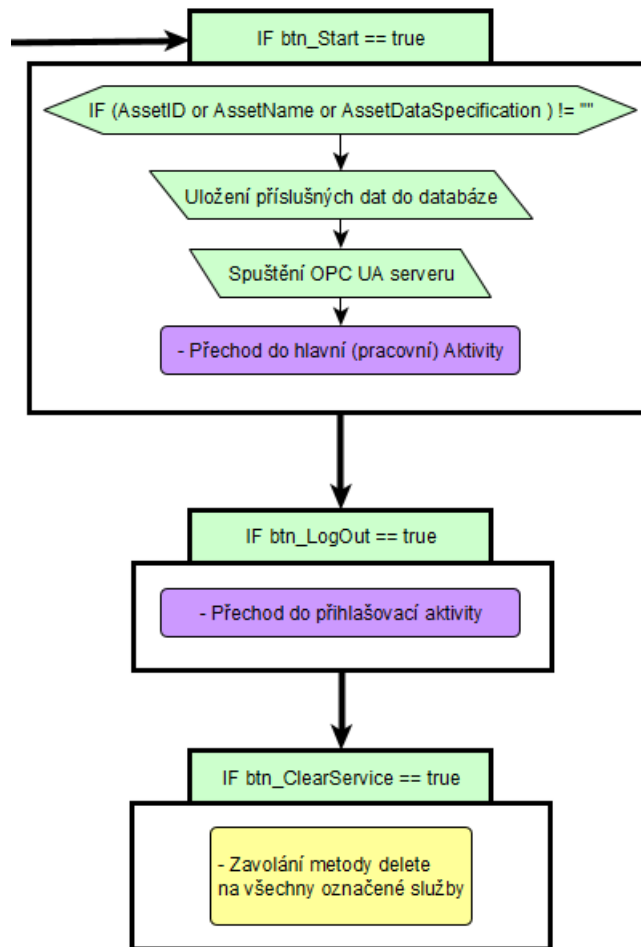 IF btn_Start == true
IF (AssetID or AssetName or AssetDataSpecification ) != ""
Uložení příslušných dat do databáze
Spuštění OPC UA serveru
- Přechod do hlavní (pracovní) Aktivity
IF btn_LogOut == true
- Přechod do přihlašovací aktivity
IF btn_ClearService == true
- Zavolání metody delete
na všechny označené služby